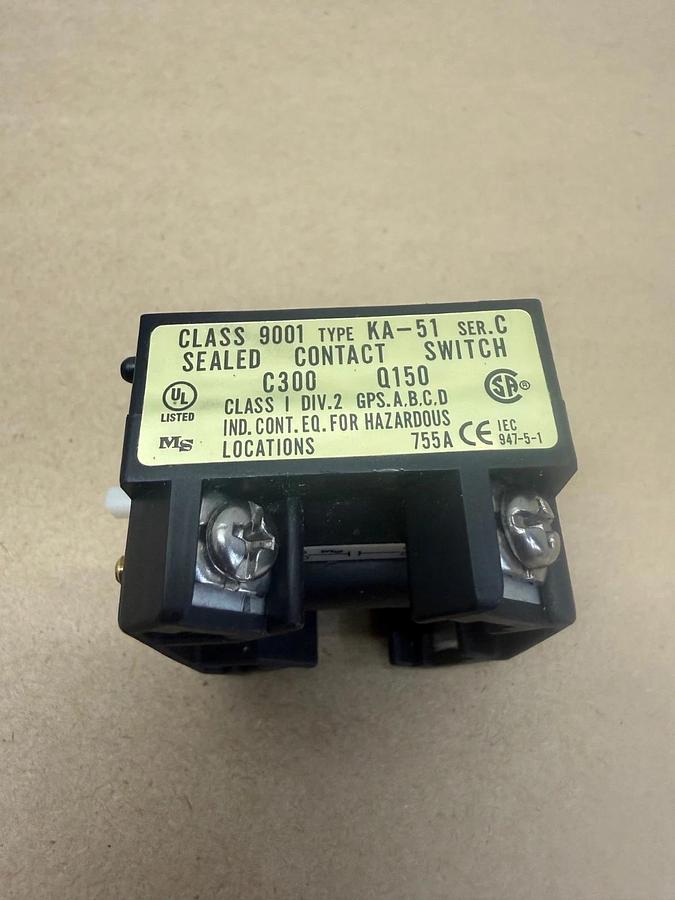 CLASS 9001 TYPE KA-51 SER.C
SEALED CONTACT SWITCH
C300 Q150
UL
LISTED
CLASS I DIV.2 GPS.A.B.C.D
IND. CONT. EQ. FOR HAZARDOUS
LOCATIONS 755A
MS
SA ®
CE IEC
947-5-1